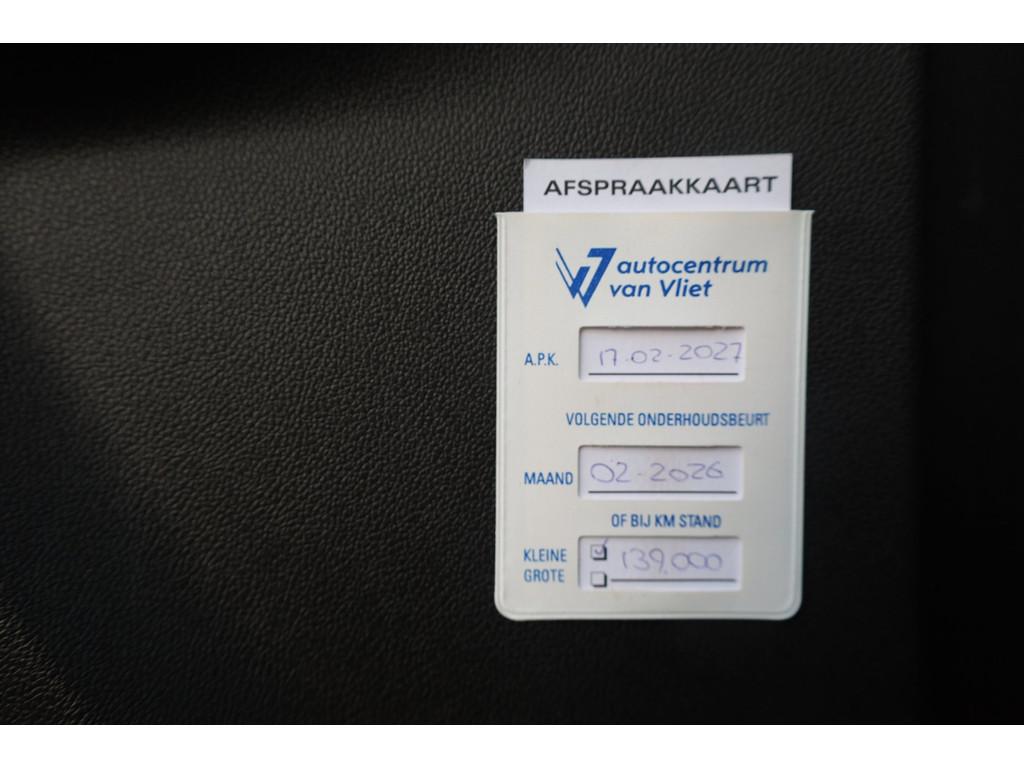 AFSPRAAKKAART
autocentrum
van Vliet
A.P.K. 17-02-2027
VOLGENDE ONDERHOUDSBEURT
MAAND 02-2026
OF BIJ KM STAND
KLEINE 139.000
GROTE